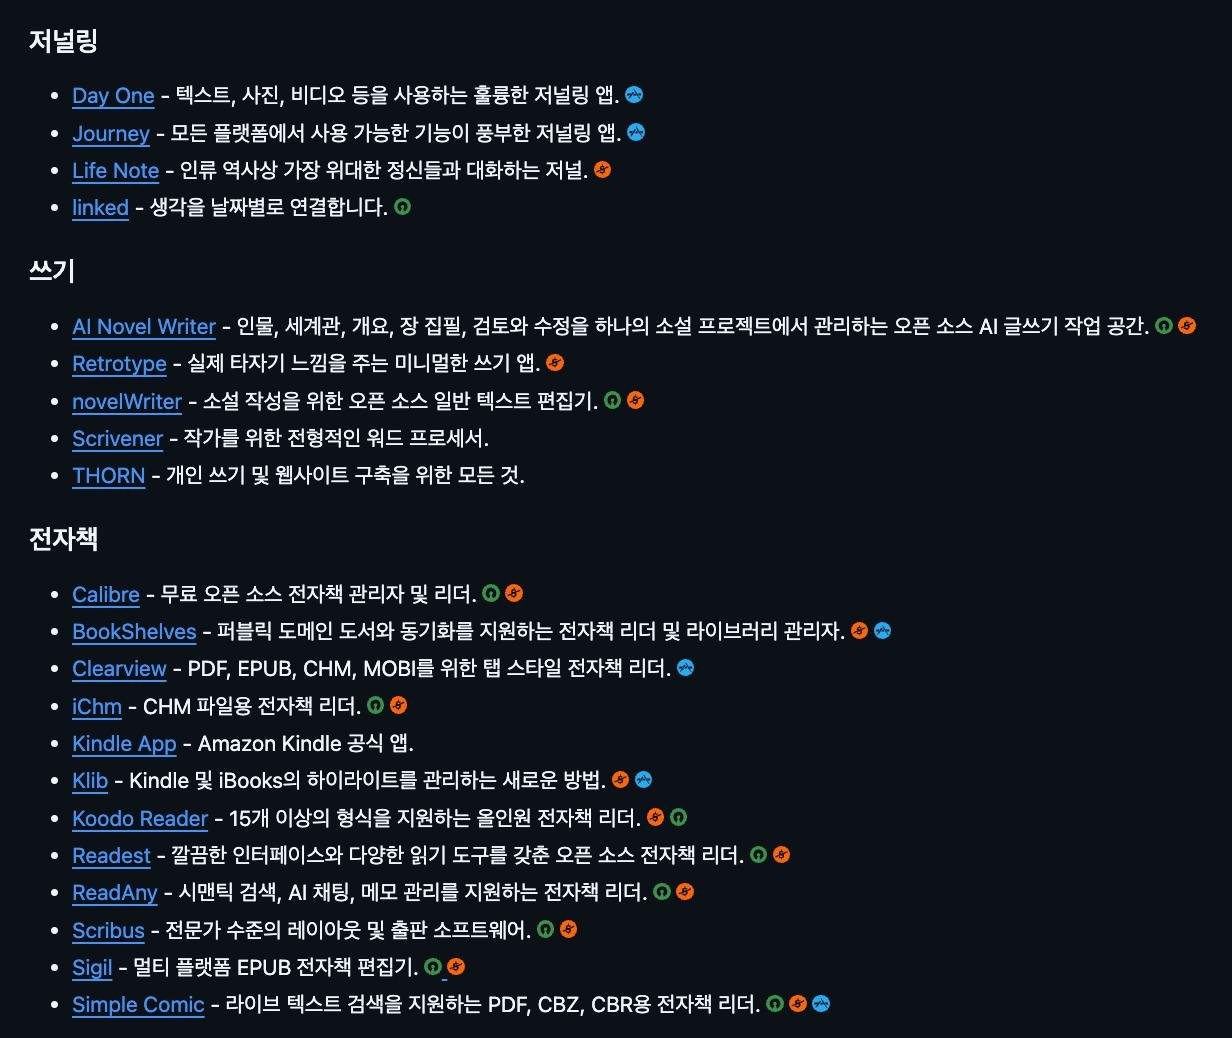 저널링
Day One - 텍스트, 사진, 비디오 등을 사용하는 훌륭한 저널링 앱.
Journey - 모든 플랫폼에서 사용 가능한 기능이 풍부한 저널링 앱.
Life Note - 인류 역사상 가장 위대한 정신들과 대화하는 저널.
linked - 생각을 날짜별로 연결합니다.
쓰기
AI Novel Writer - 인물, 세계관, 개요, 장 집필, 검토와 수정을 하나의 소설 프로젝트에서 관리하는 오픈 소스 AI 글쓰기 작업 공간.
Retrotype - 실제 타자기 느낌을 주는 미니멀한 쓰기 앱.
novelWriter - 소설 작성을 위한 오픈 소스 일반 텍스트 편집기.
Scrivener - 작가를 위한 전형적인 워드 프로세서.
THORN - 개인 쓰기 및 웹사이트 구축을 위한 모든 것.
전자책
Calibre - 무료 오픈 소스 전자책 관리자 및 리더.
BookShelves - 퍼블릭 도메인 도서와 동기화를 지원하는 전자책 리더 및 라이브러리 관리자.
Clearview - PDF, EPUB, CHM, MOBI를 위한 탭 스타일 전자책 리더.
iChm - CHM 파일용 전자책 리더.
Kindle App - Amazon Kindle 공식 앱.
Klib - Kindle 및 iBooks의 하이라이트를 관리하는 새로운 방법.
Koodo Reader - 15개 이상의 형식을 지원하는 올인원 전자책 리더.
Readest - 깔끔한 인터페이스와 다양한 읽기 도구를 갖춘 오픈 소스 전자책 리더.
ReadAny - 시맨틱 검색, AI 채팅, 메모 관리를 지원하는 전자책 리더.
Scribus - 전문가 수준의 레이아웃 및 출판 소프트웨어.
Sigil - 멀티 플랫폼 EPUB 전자책 편집기.
Simple Comic - 라이브 텍스트 검색을 지원하는 PDF, CBZ, CBR용 전자책 리더.